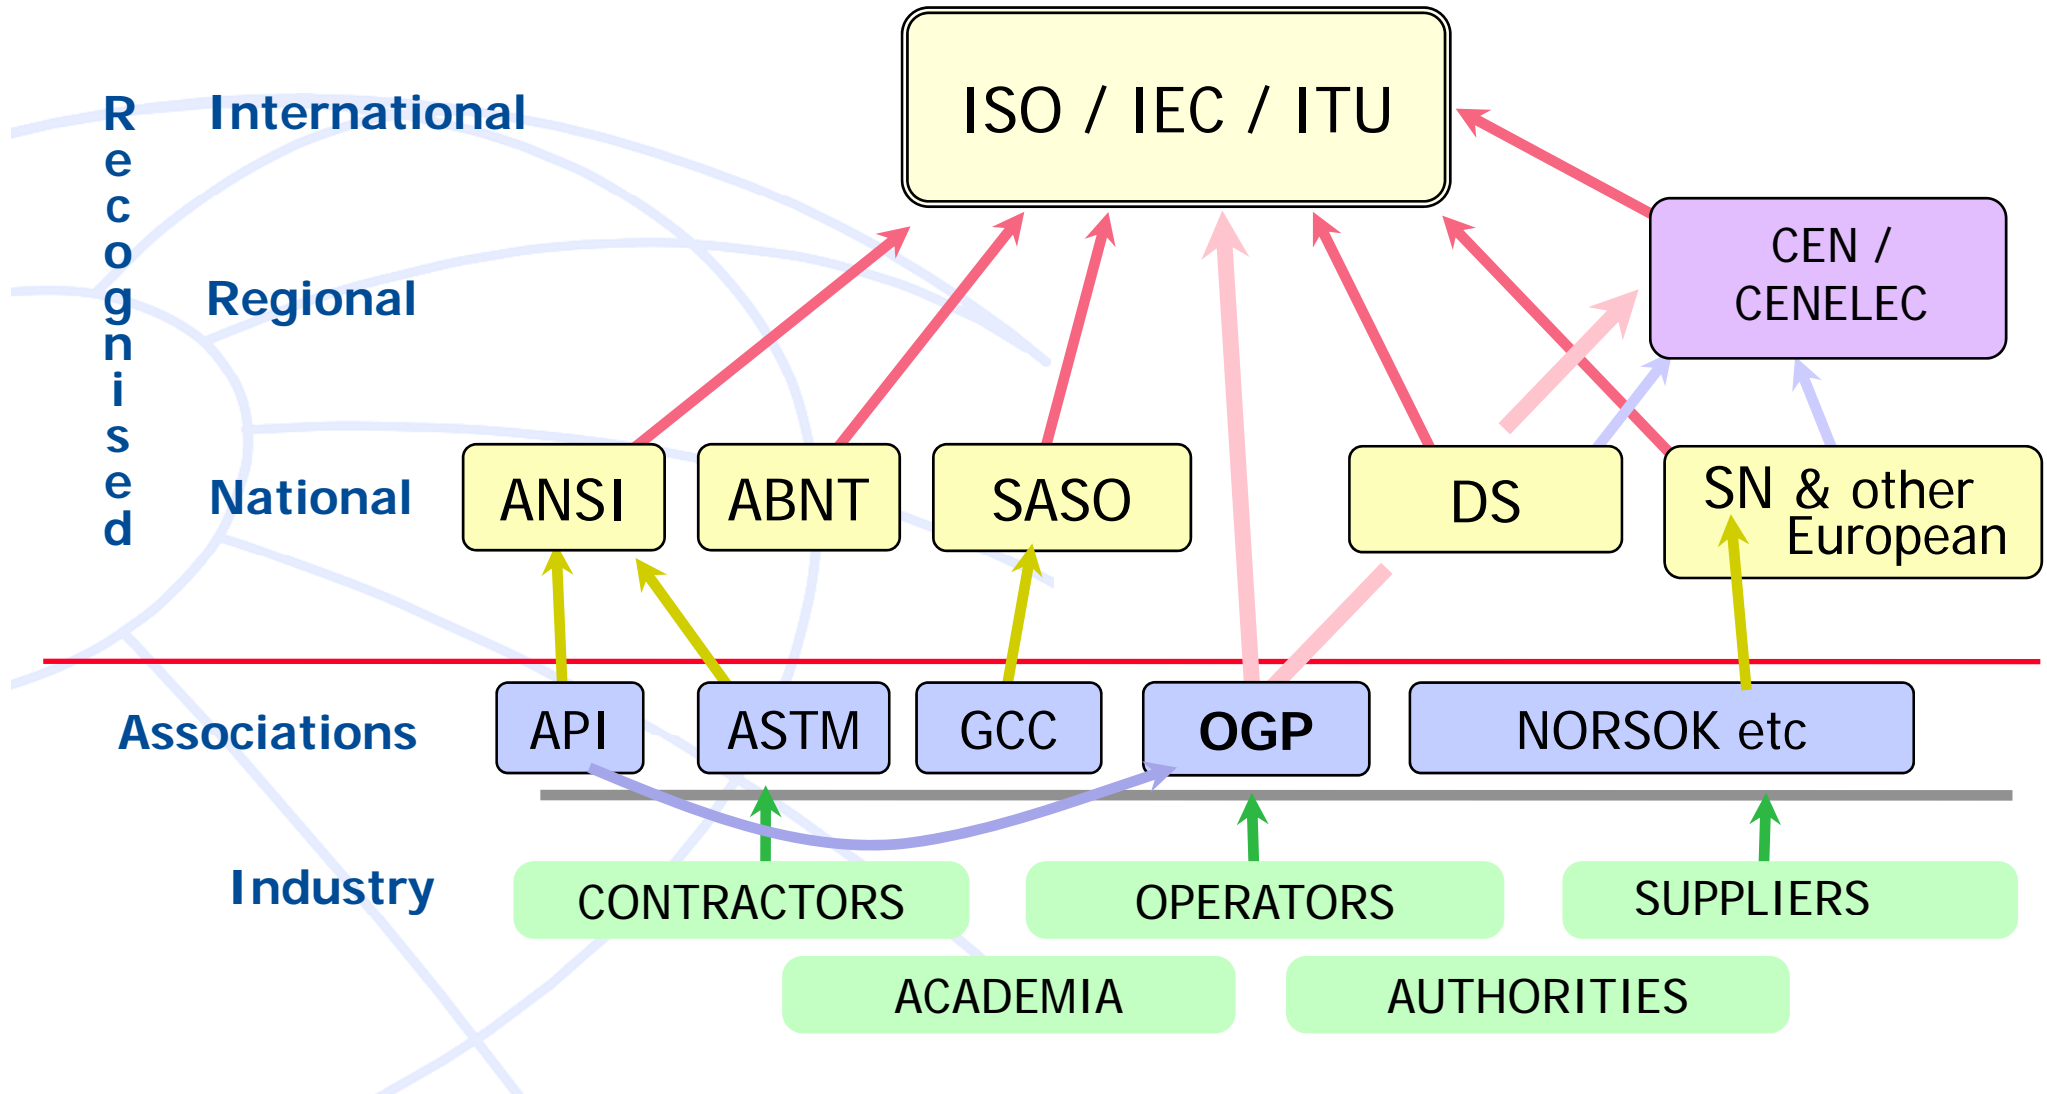 Recognised
International
ISO / IEC / ITU
Regional
CEN /
CENELEC
National
ANSI
ABNT
SASO
DS
SN & other
European
Associations
API
ASTM
GCC
OGP
NORSOK etc
Industry
CONTRACTORS
OPERATORS
SUPPLIERS
ACADEMIA
AUTHORITIES